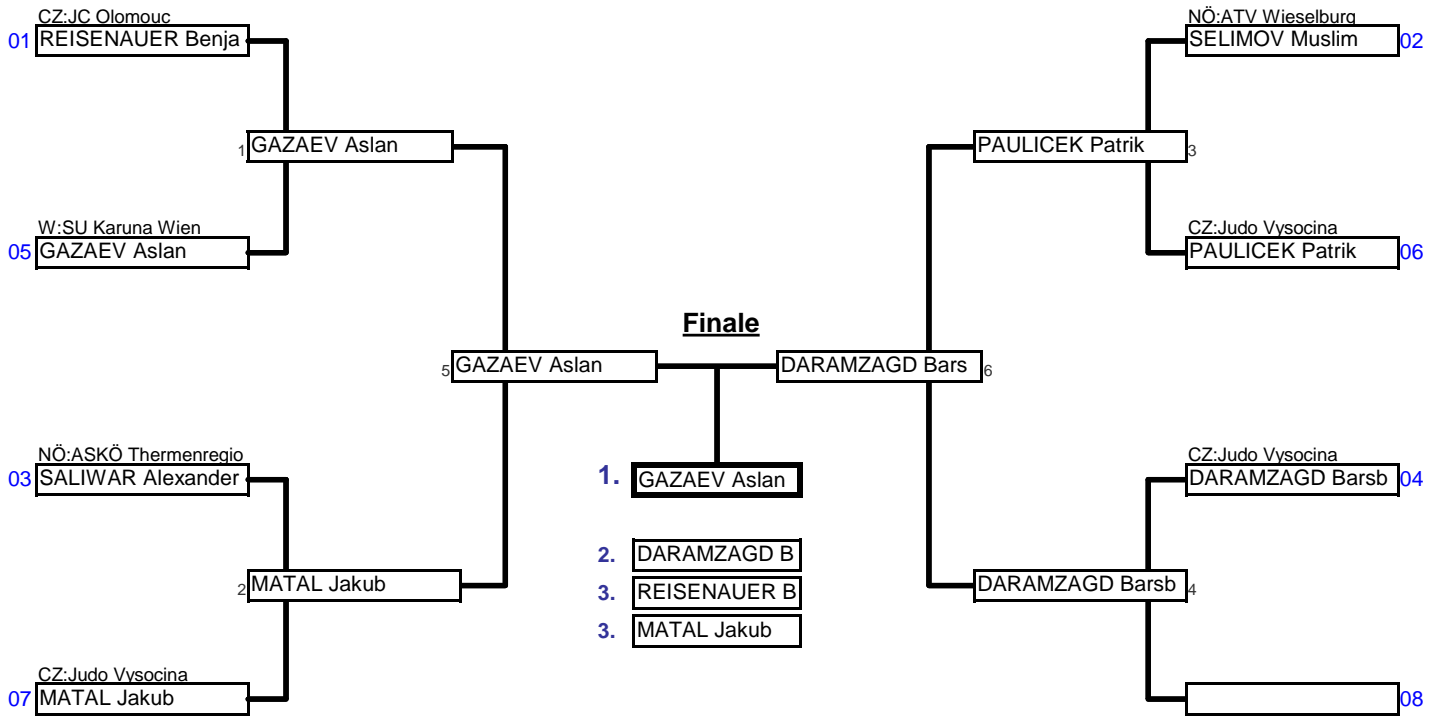 CZ:JC Olomouc
01 REISENAUER Benja
1 GAZAEV Aslan
W:SU Karuna Wien
05 GAZAEV Aslan
5 GAZAEV Aslan
NÖ:ASKÖ Thermenregio
03 SALIWAR Alexander
2 MATAL Jakub
CZ:Judo Vysocina
07 MATAL Jakub
Finale
1. GAZAEV Aslan
2. DARAMZAGD B
3. REISENAUER B
3. MATAL Jakub
NÖ:ATV Wieselburg
SELIMOV Muslim 02
PAULICEK Patrik 3
CZ:Judo Vysocina
PAULICEK Patrik 06
DARAMZAGD Bars 6
CZ:Judo Vysocina
DARAMZAGD Barsb 04
DARAMZAGD Barsb 4
08